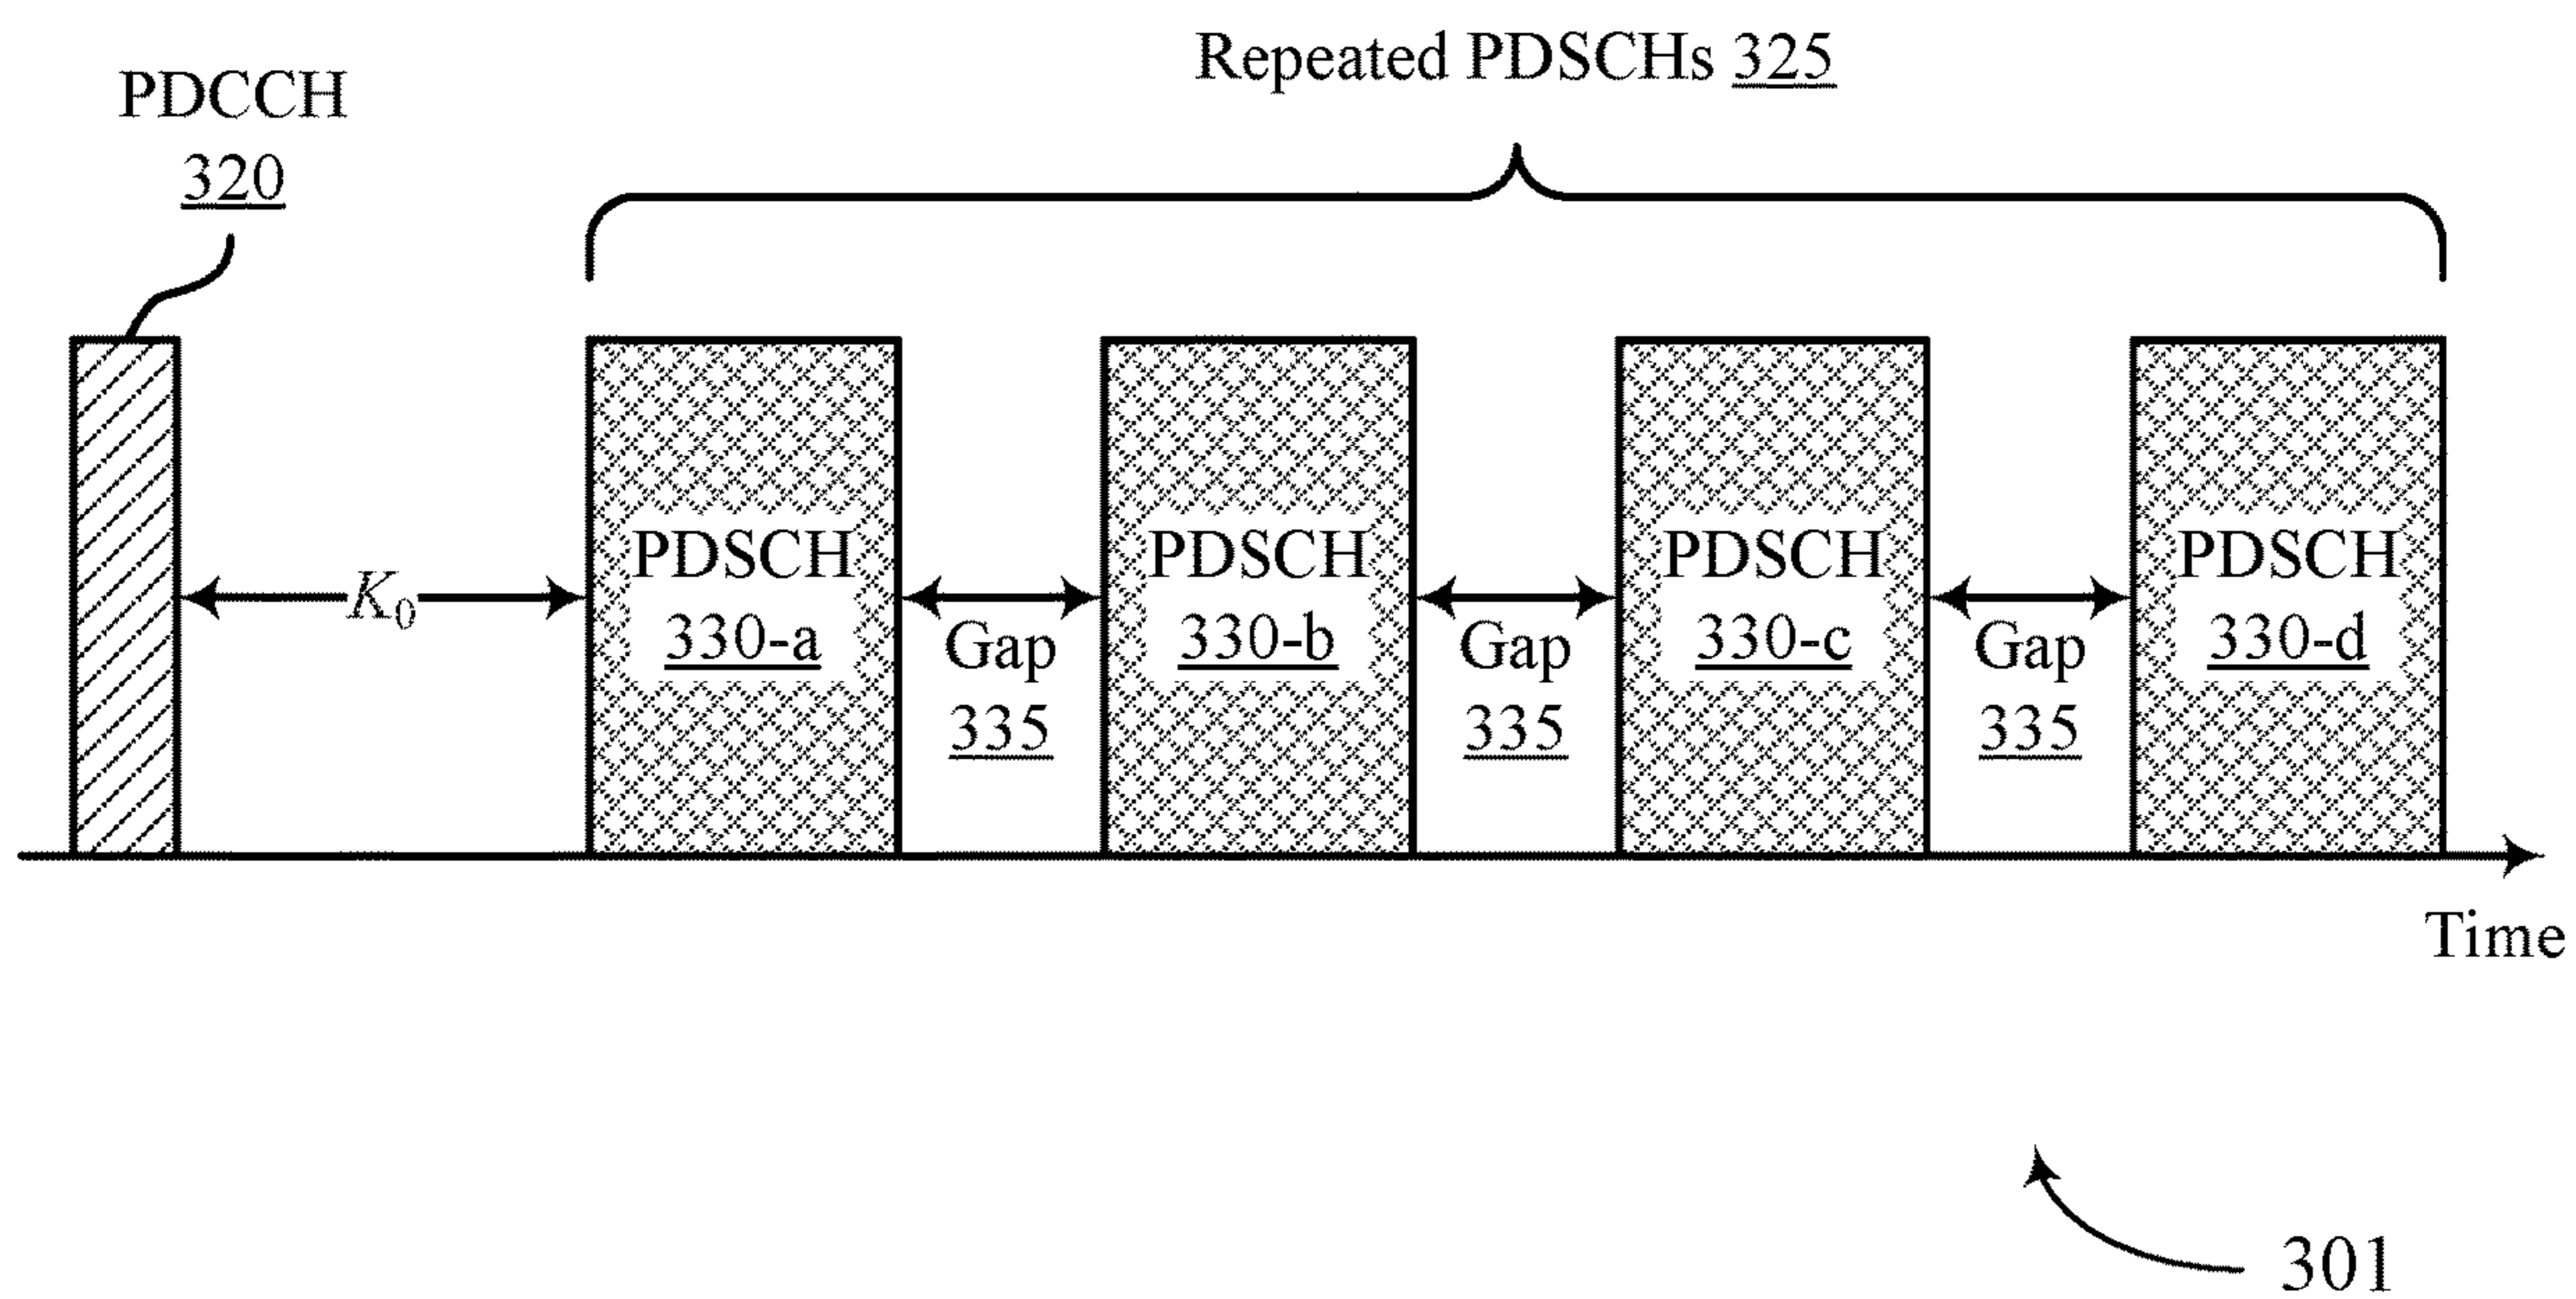 Repeated PDSCHs 325
PDCCH
320
K0
PDSCH
330-a
Gap
335
PDSCH
330-b
Gap
335
PDSCH
330-c
Gap
335
PDSCH
330-d
Time
301